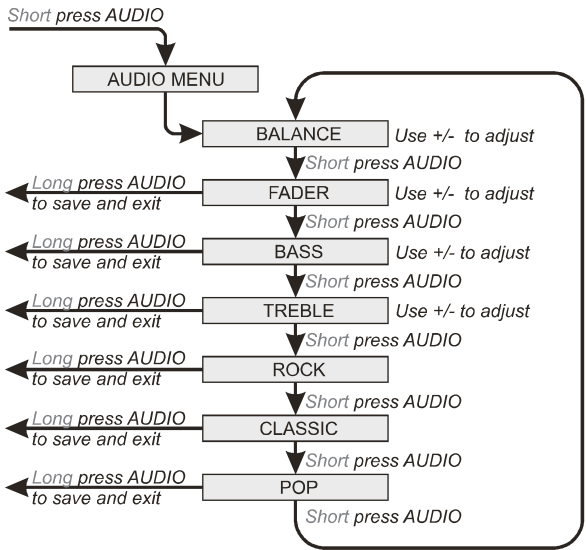 Short press AUDIO
AUDIO MENU
BALANCE
Use +/- to adjust
Short press AUDIO
Long press AUDIO
to save and exit
FADER
Use +/- to adjust
Short press AUDIO
Long press AUDIO
to save and exit
BASS
Use +/- to adjust
Short press AUDIO
Long press AUDIO
to save and exit
TREBLE
Use +/- to adjust
Short press AUDIO
Long press AUDIO
to save and exit
ROCK
Short press AUDIO
Long press AUDIO
to save and exit
CLASSIC
Short press AUDIO
Long press AUDIO
to save and exit
POP
Short press AUDIO